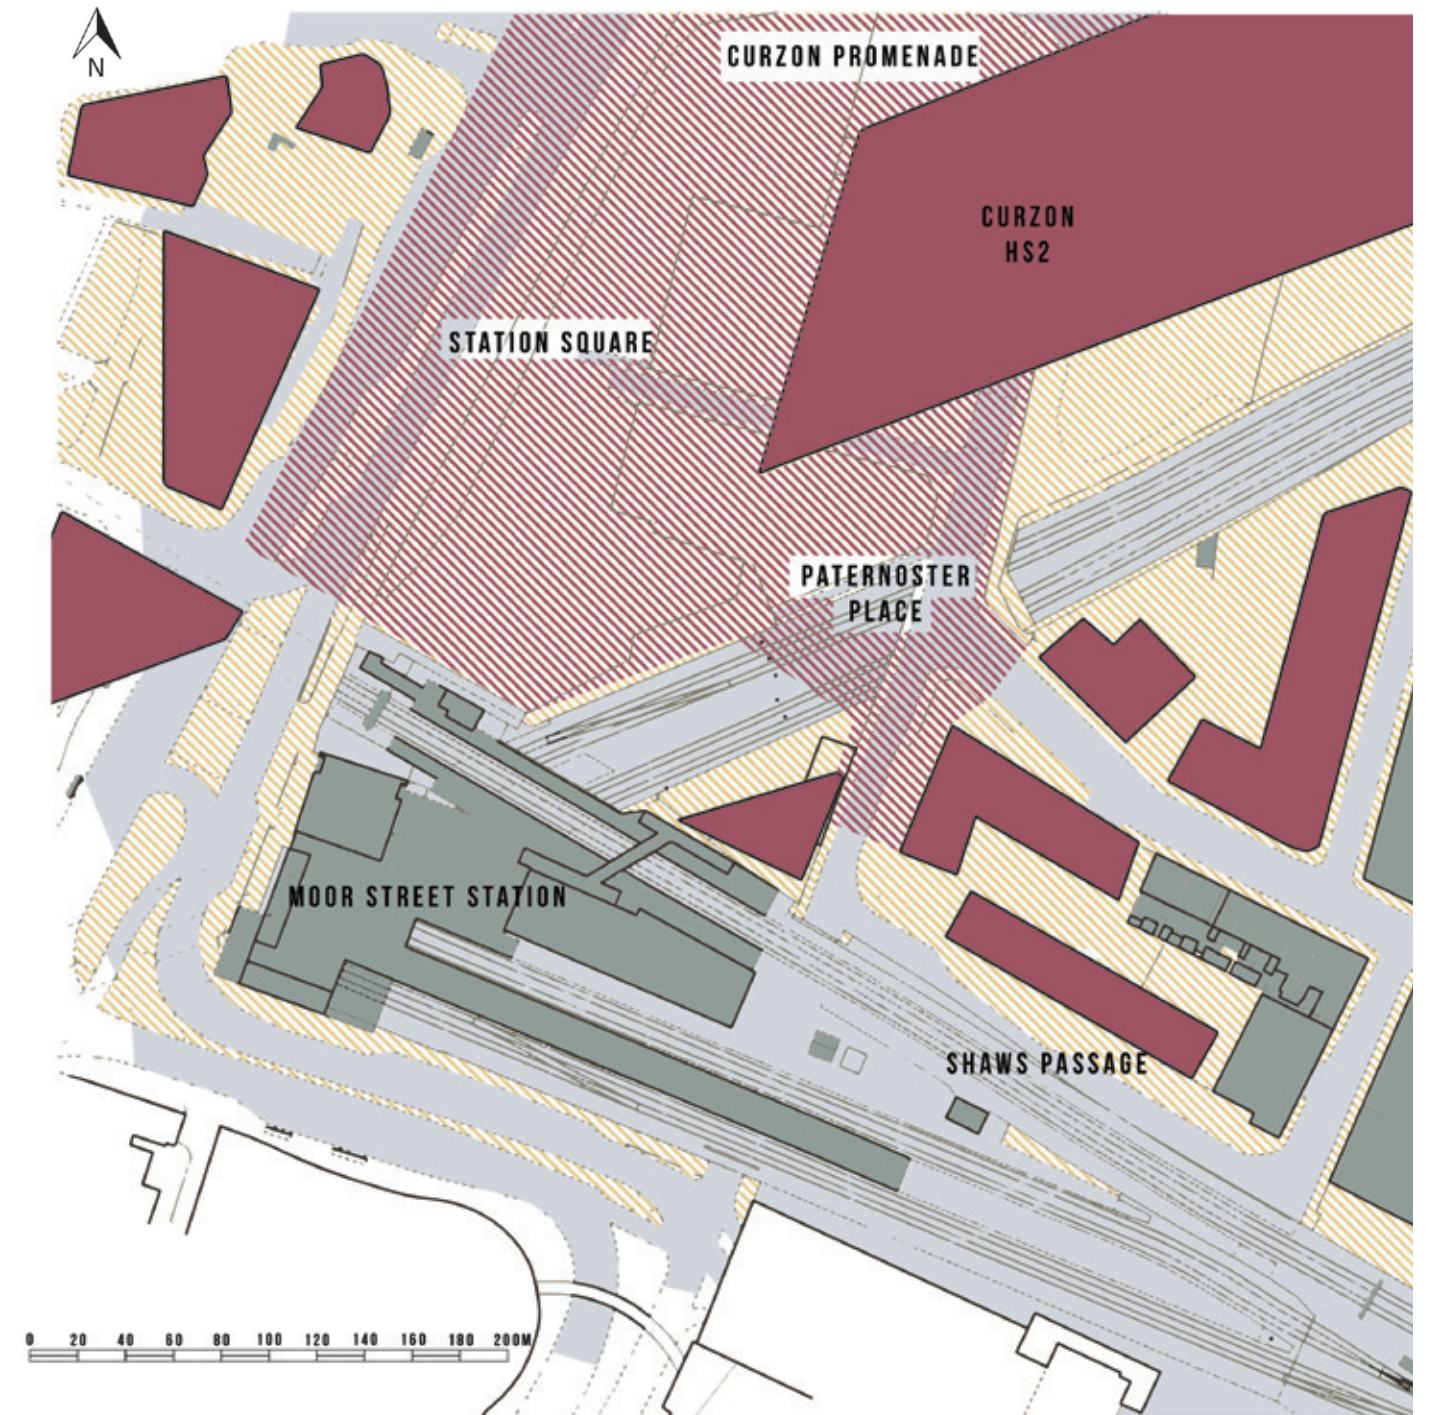 N
CURZON PROMENADE
CURZON
HS2
STATION SQUARE
PATERNOSTER
PLACE
MOOR STREET STATION
SHAWS PASSAGE
0 20 40 60 80 100 120 140 160 180 200M